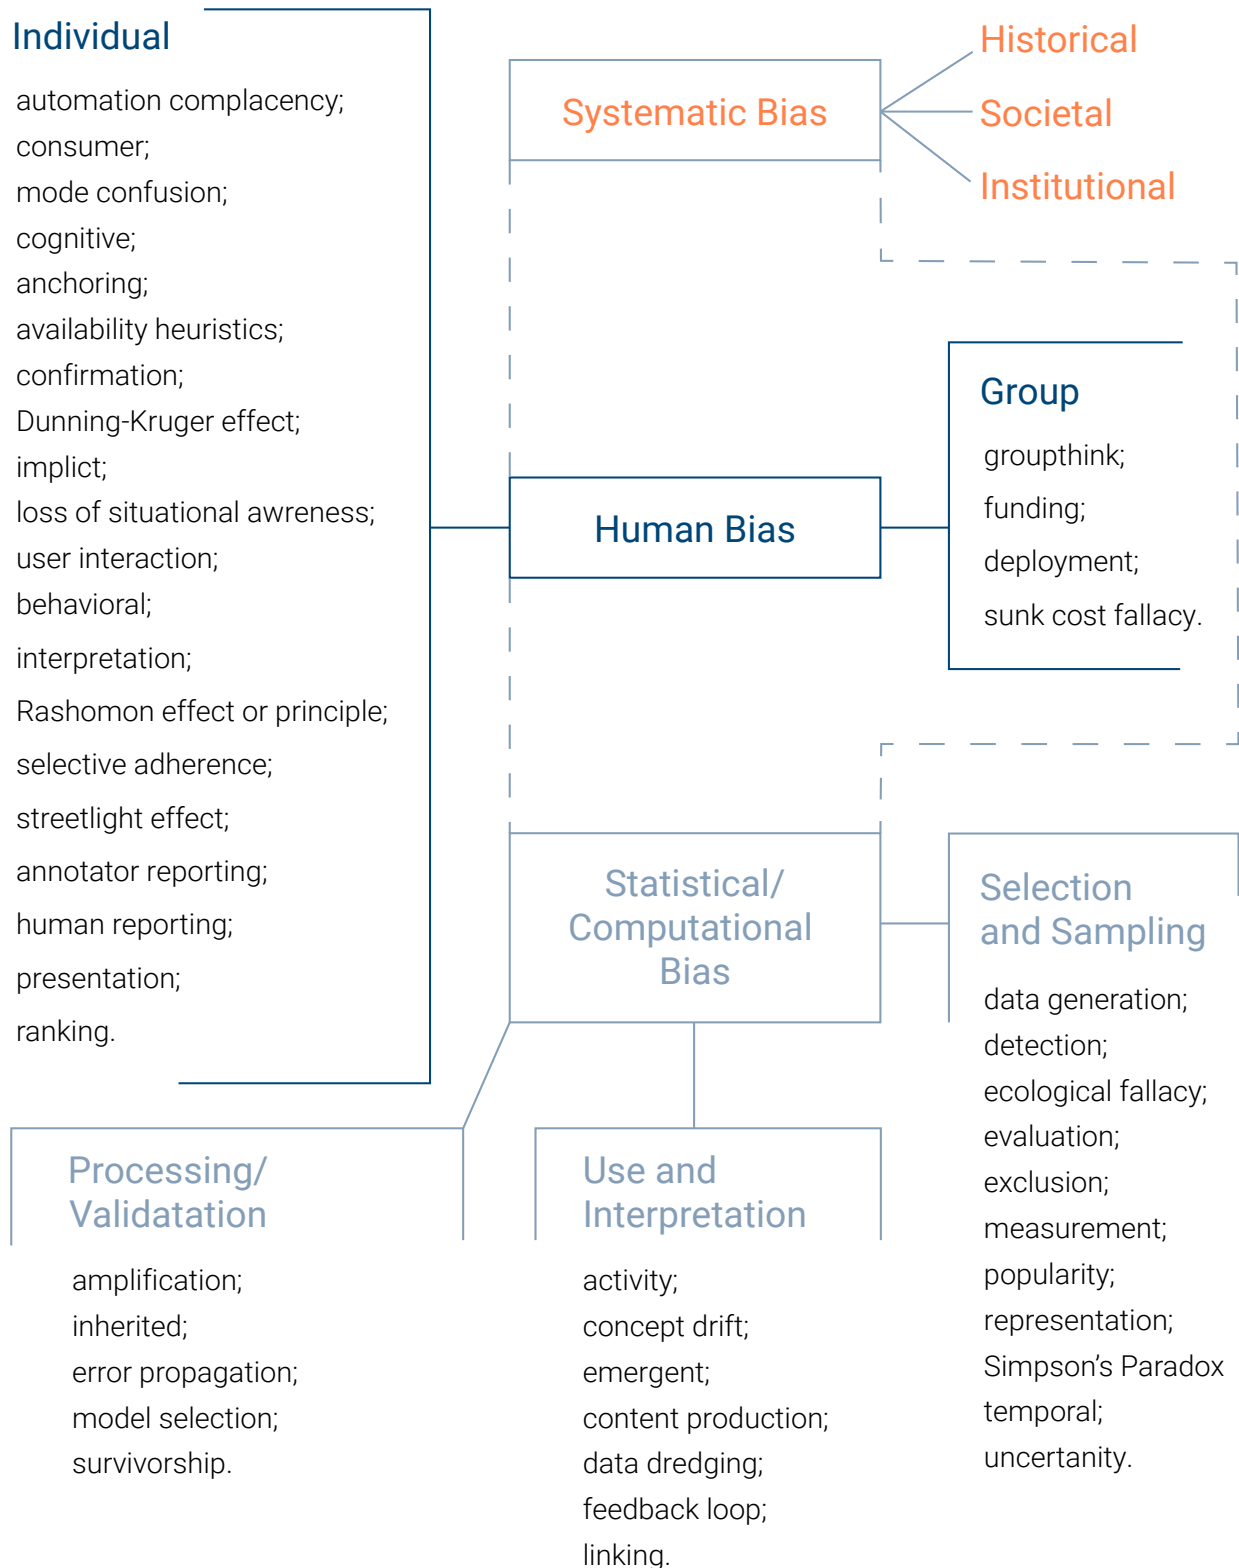 Individual
automation complacency;
consumer;
mode confusion;
cognitive;
anchoring;
availability heuristics;
confirmation;
Dunning-Kruger effect;
implict;
loss of situational awreness;
user interaction;
behavioral;
interpretation;
Rashomon effect or principle;
selective adherence;
streetlight effect;
annotator reporting;
human reporting;
presentation;
ranking.
Systematic Bias
Historical
Societal
Institutional
Human Bias
Group
groupthink;
funding;
deployment;
sunk cost fallacy.
Statistical/
Computational
Bias
Selection
and Sampling
data generation;
detection;
ecological fallacy;
evaluation;
exclusion;
measurement;
popularity;
representation;
Simpson’s Paradox
temporal;
uncertanity.
Processing/
Validatation
amplification;
inherited;
error propagation;
model selection;
survivorship.
Use and
Interpretation
activity;
concept drift;
emergent;
content production;
data dredging;
feedback loop;
linking.